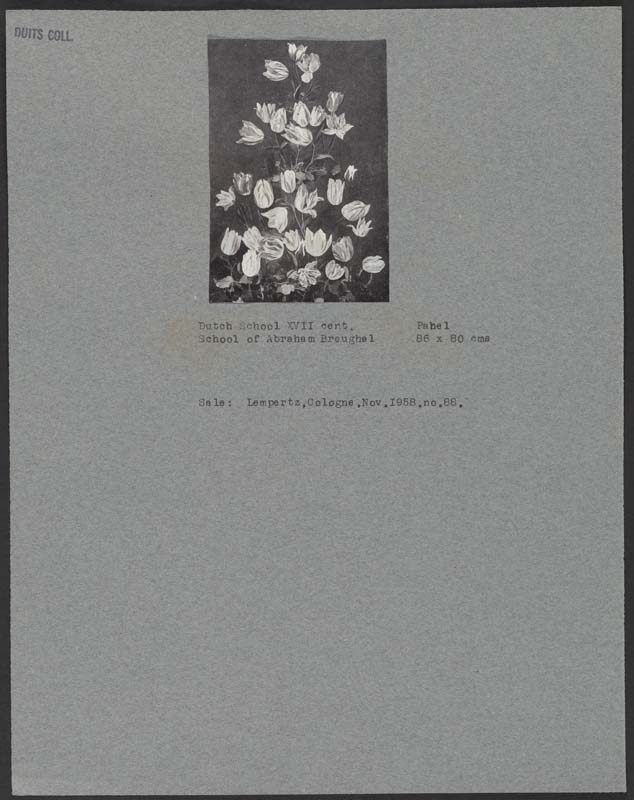 DUITS COLL.
Dutch School XVII cent. Pahel
School of Abraham Breughel 86 x 80 cms
Sale: Lempertz,Cologne.Nov.1958.no.88.